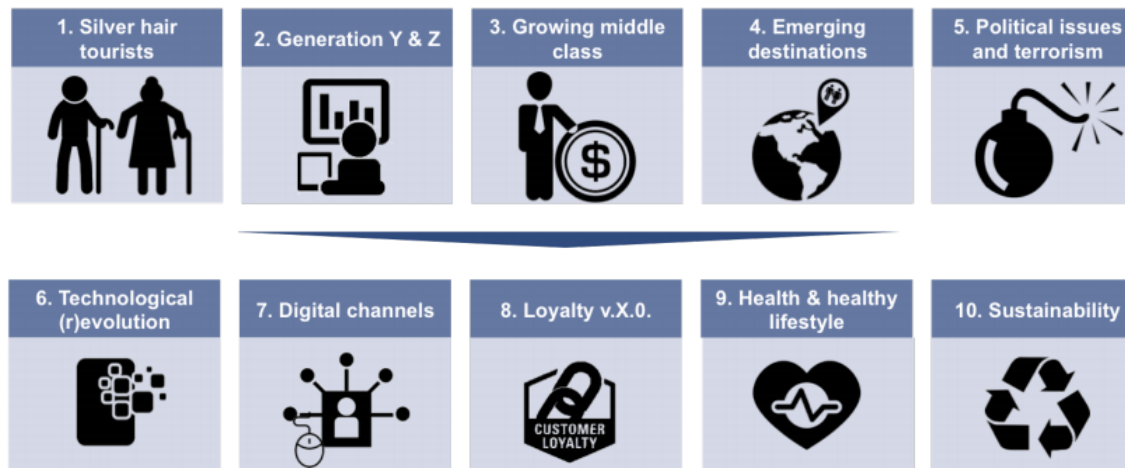 1. Silver hair
tourists
2. Generation Y & Z
3. Growing middle
class
4. Emerging
destinations
5. Political issues
and terrorism
$
6. Technological
(r)evolution
7. Digital channels
8. Loyalty v.X.0.
9. Health & healthy
lifestyle
10. Sustainability
CUSTOMER
LOYALTY